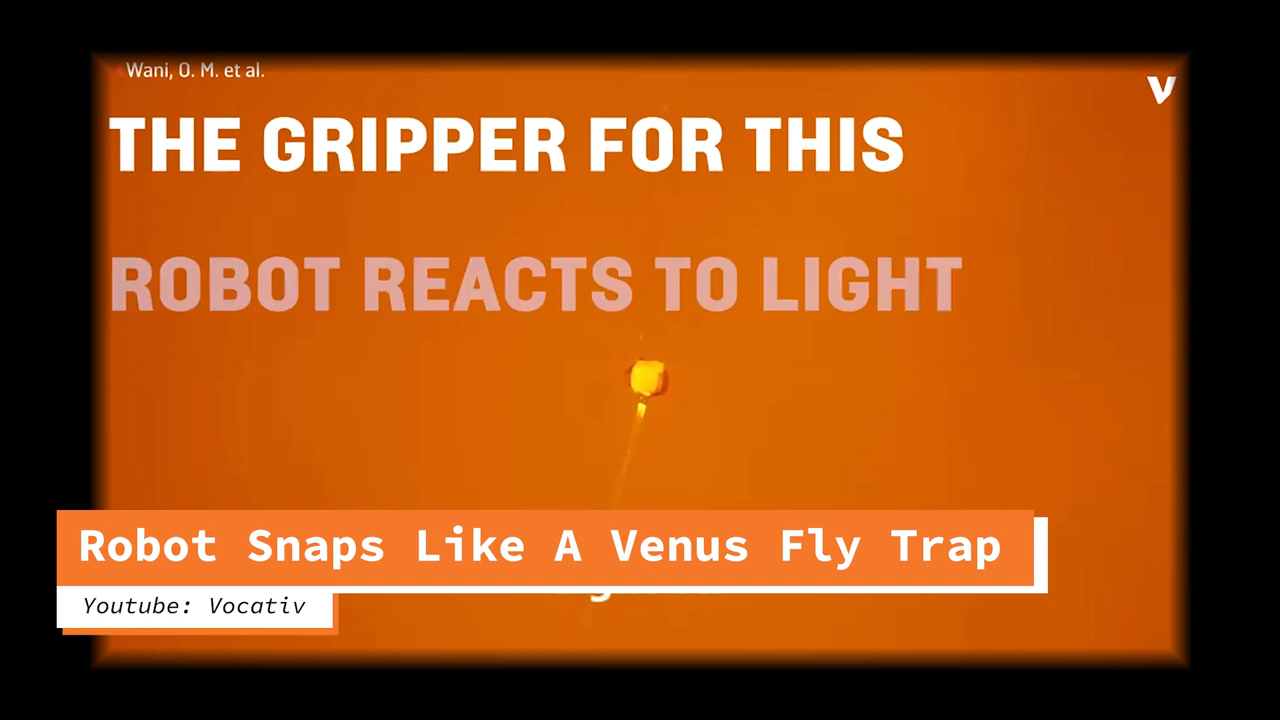 Wani, O. M. et al.
V
THE GRIPPER FOR THIS
ROBOT REACTS TO LIGHT
Robot Snaps Like A Venus Fly Trap
Youtube: Vocativ